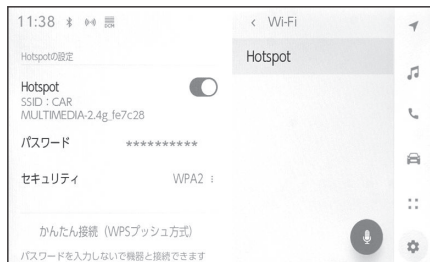 11:38
Hotspotの設定
Hotspot
SSID：CAR
MULTIMEDIA-2.4g_fe7c28
パスワード **********
セキュリティ WPA2
かんたん接続（WPSプッシュ方式）
パスワードを入力しないで機器と接続できます
< Wi-Fi
Hotspot